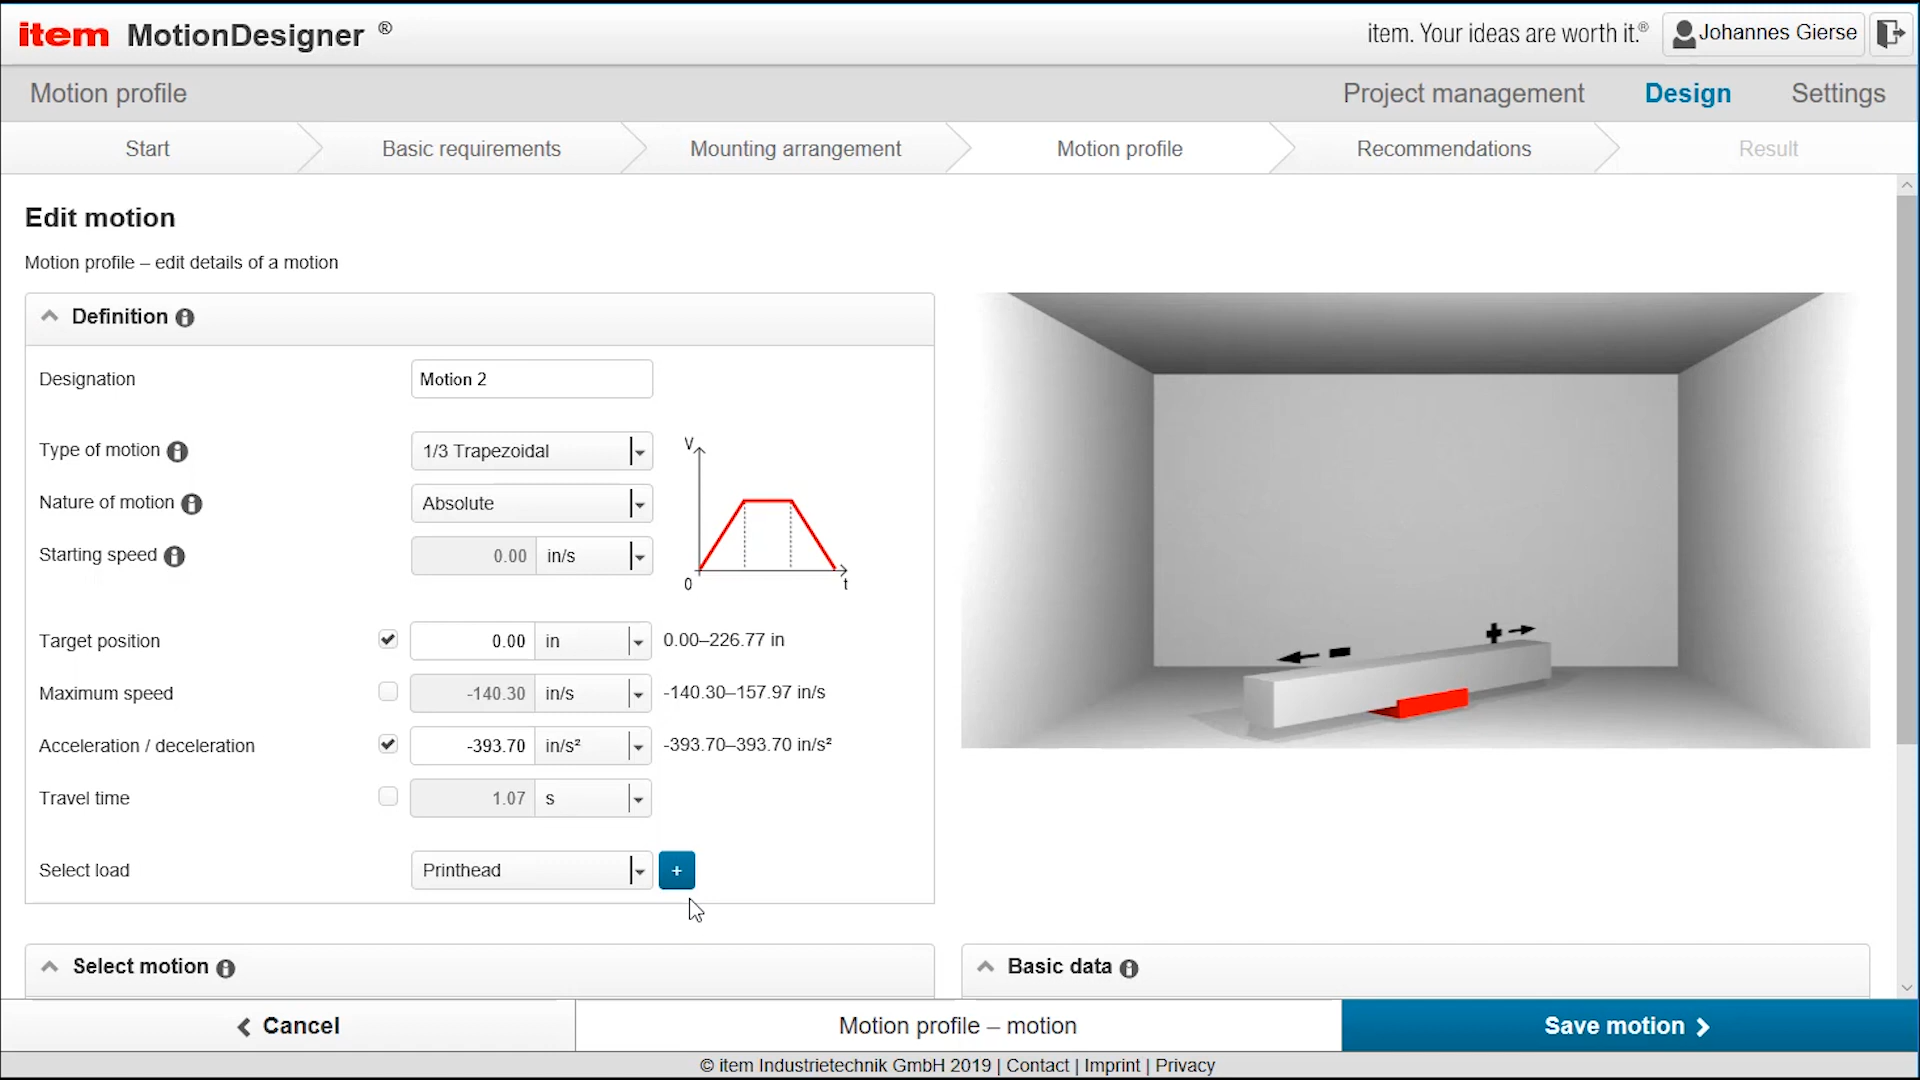 item MotionDesigner ®
item. Your ideas are worth it.®
Johannes Gierse
Motion profile
Project management
Design
Settings
Start
Basic requirements
Mounting arrangement
Motion profile
Recommendations
Result
Edit motion
Motion profile – edit details of a motion
Definition
Designation
Motion 2
Type of motion
1/3 Trapezoidal
Nature of motion
Absolute
Starting speed
0.00 in/s
V
0
t
Target position
0.00 in
0.00–226.77 in
Maximum speed
-140.30 in/s
-140.30–157.97 in/s
Acceleration / deceleration
-393.70 in/s²
-393.70–393.70 in/s²
Travel time
1.07 s
Select load
Printhead
+
Select motion
Basic data
Cancel
Motion profile – motion
Save motion
© item Industrietechnik GmbH 2019 | Contact | Imprint | Privacy